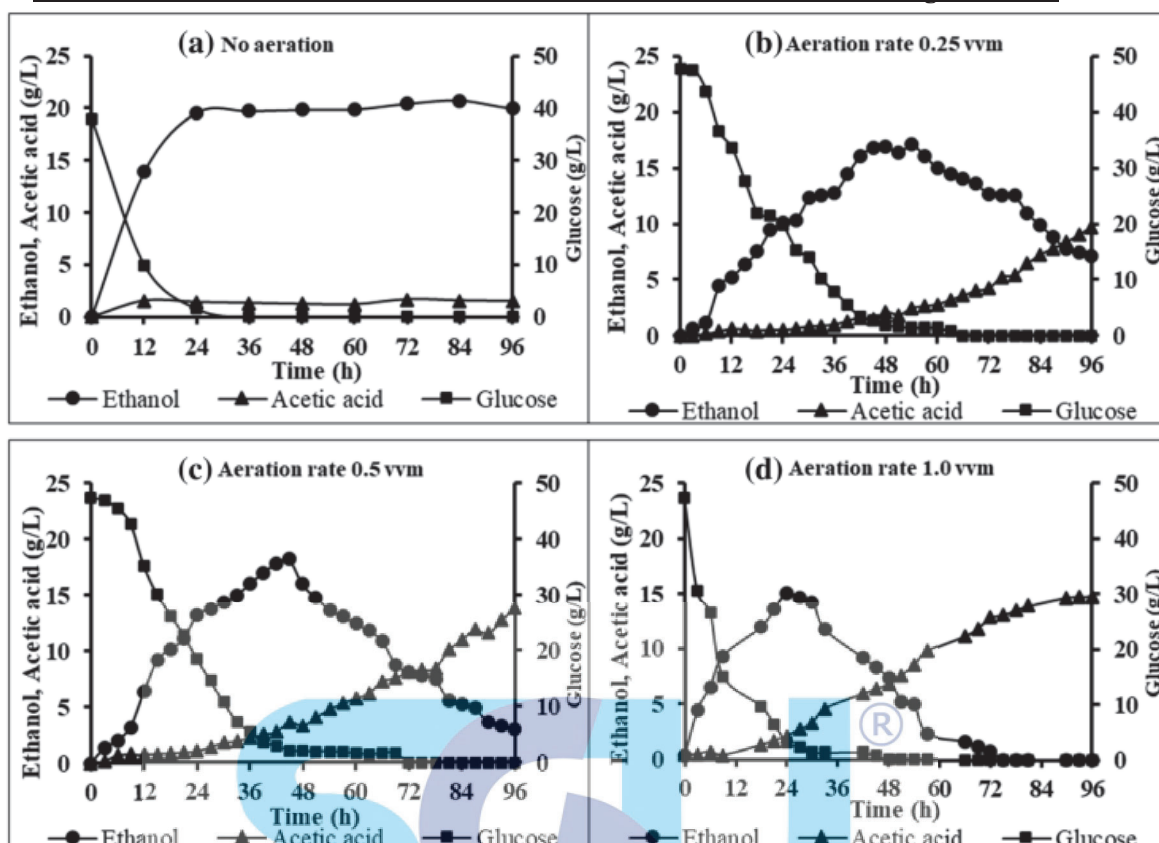 (a) No aeration
Ethanol, Acetic acid (g/L)
25
20
15
10
5
0
50
40
30
20
10
0
Glucose (g/L)
0 12 24 36 48 60 72 84 96
Time (h)
Ethanol Acetic acid Glucose
(b) Aeration rate 0.25 vvm
Ethanol, Acetic acid (g/L)
25
20
15
10
5
0
50
40
30
20
10
0
Glucose (g/L)
0 12 24 36 48 60 72 84 96
Time (h)
Ethanol Acetic acid Glucose
(c) Aeration rate 0.5 vvm
Ethanol, Acetic acid (g/L)
25
20
15
10
5
0
50
40
30
20
10
0
Glucose (g/L)
0 12 24 36 48 60 72 84 96
Time (h)
Ethanol Acetic acid Glucose
(d) Aeration rate 1.0 vvm
Ethanol, Acetic acid (g/L)
25
20
15
10
5
0
50
40
30
20
10
0
Glucose (g/L)
0 12 24 36 48 60 72 84 96
Time (h)
Ethanol Acetic acid Glucose
®